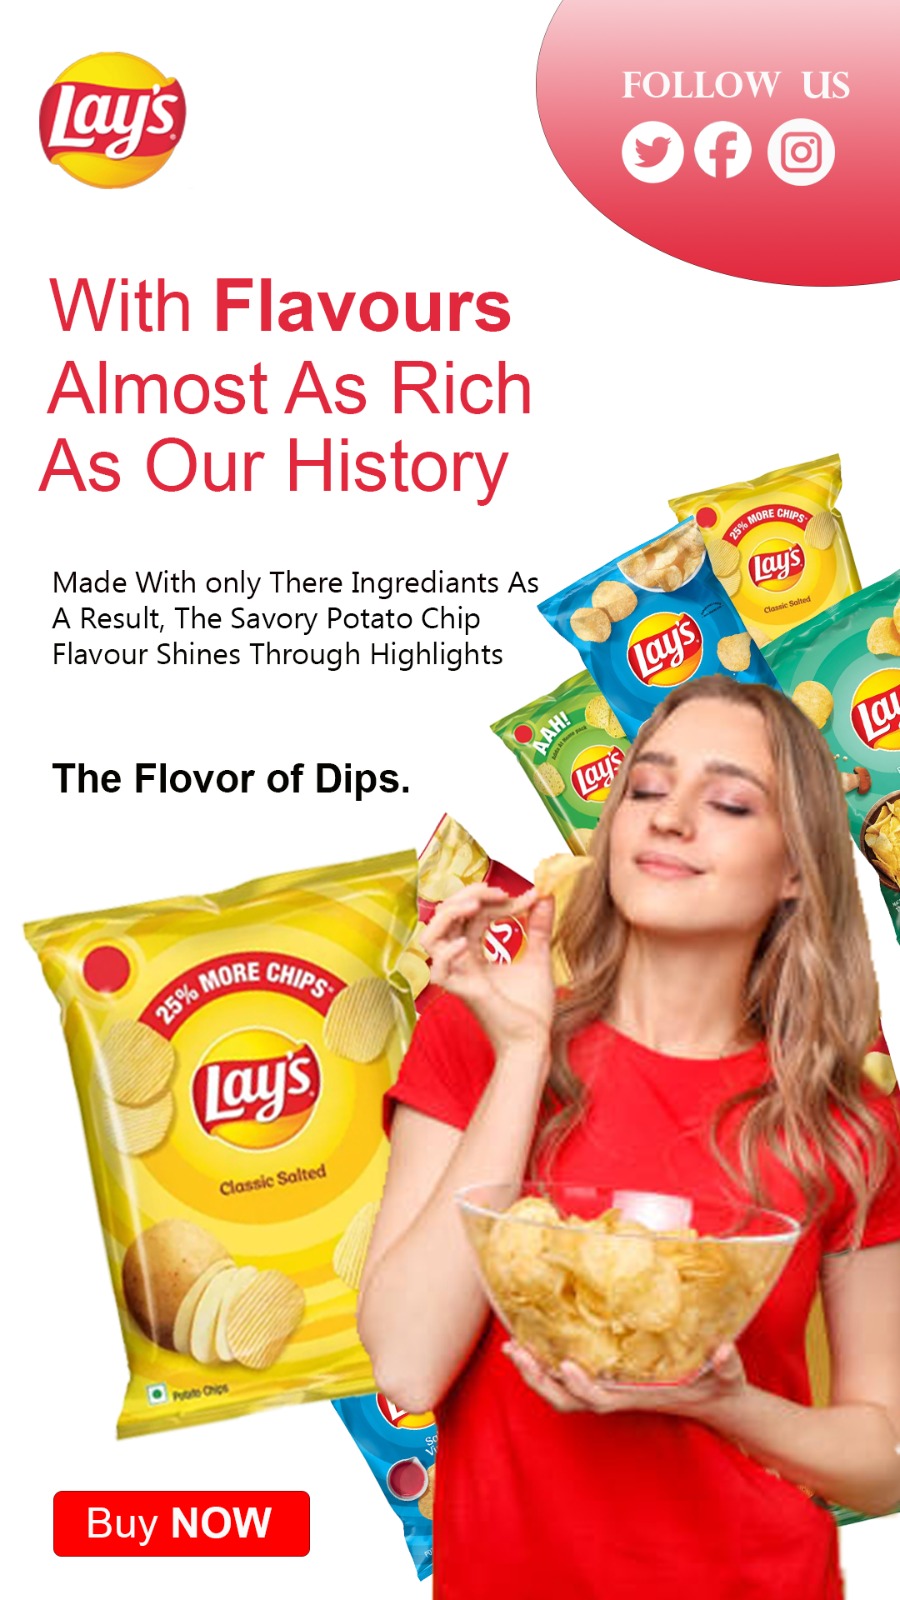 Lay's
FOLLOW US
With Flavours
Almost As Rich
As Our History
Made With only There Ingrediants As
A Result, The Savory Potato Chip
Flavour Shines Through Highlights
The Flovor of Dips.
25% MORE CHIPS
Lay's
Classic Salted
Lay's
AAH!
Lay's
Lay
25% MORE CHIPS
Lay's
Classic Salted
Potato Chips
y's
Buy NOW